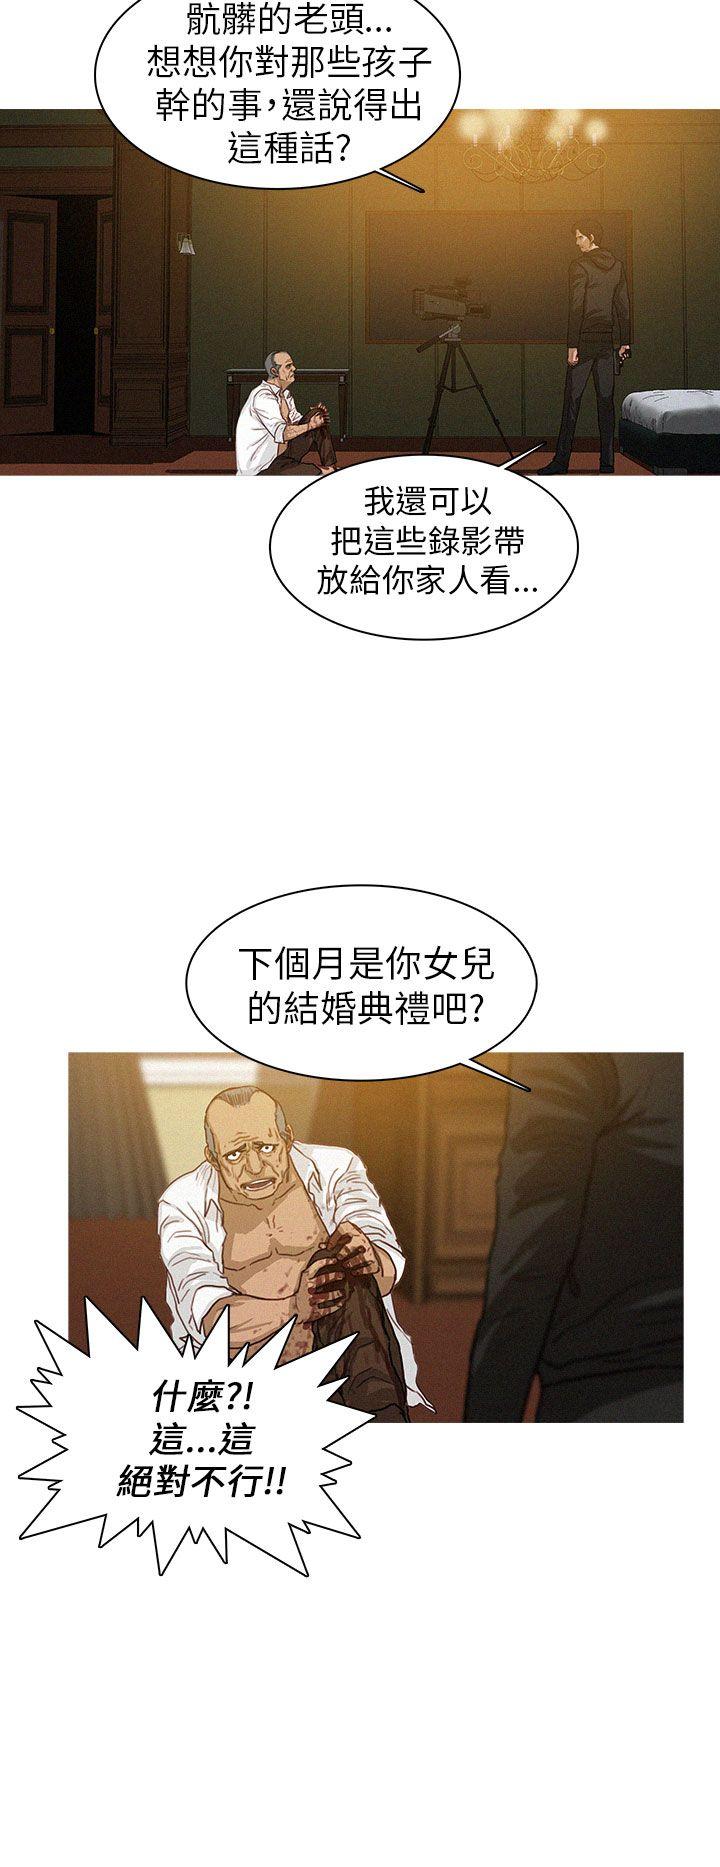 骯髒的老頭...
想想你對那些孩子
幹的事，還說得出
這種話?
我還可以
把這些錄影帶
放給你家人看...
下個月是你女兒
的結婚典禮吧?
什麼?!
這...這
絕對不行!!